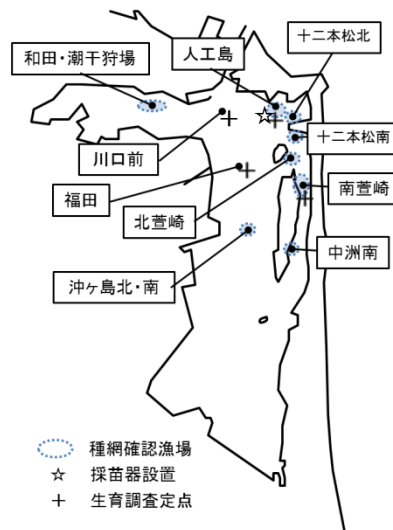 人工島
十二本松北
和田・潮干狩場
十二本松南
川口前
南萱崎
福田
北萱崎
中洲南
沖ヶ島北・南
種網確認漁場
採苗器設置
生育調査定点